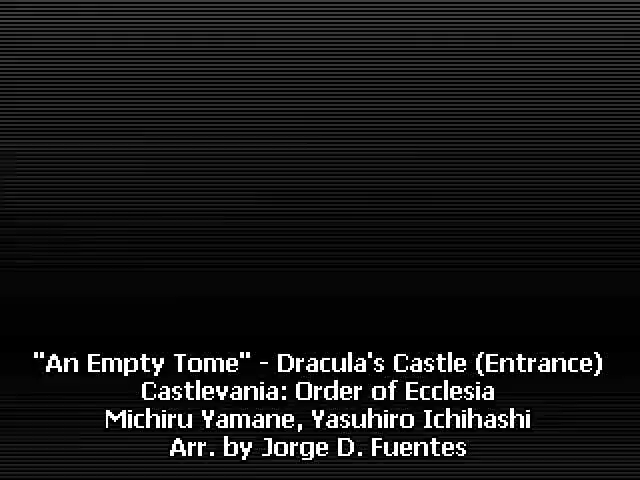 "An Empty Tome" - Dracula's Castle (Entrance)
Castlevania: Order of Ecclesia
Michiru Yamane, Yasuhiro Ichihashi
Arr. by Jorge D. Fuentes